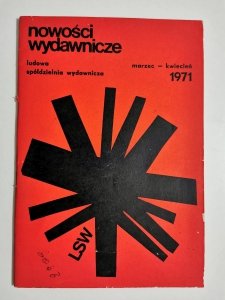 nowości
wydawnicze
ludowa
spółdzielnia wydawnicza
marzec – kwiecień
1971
LSW